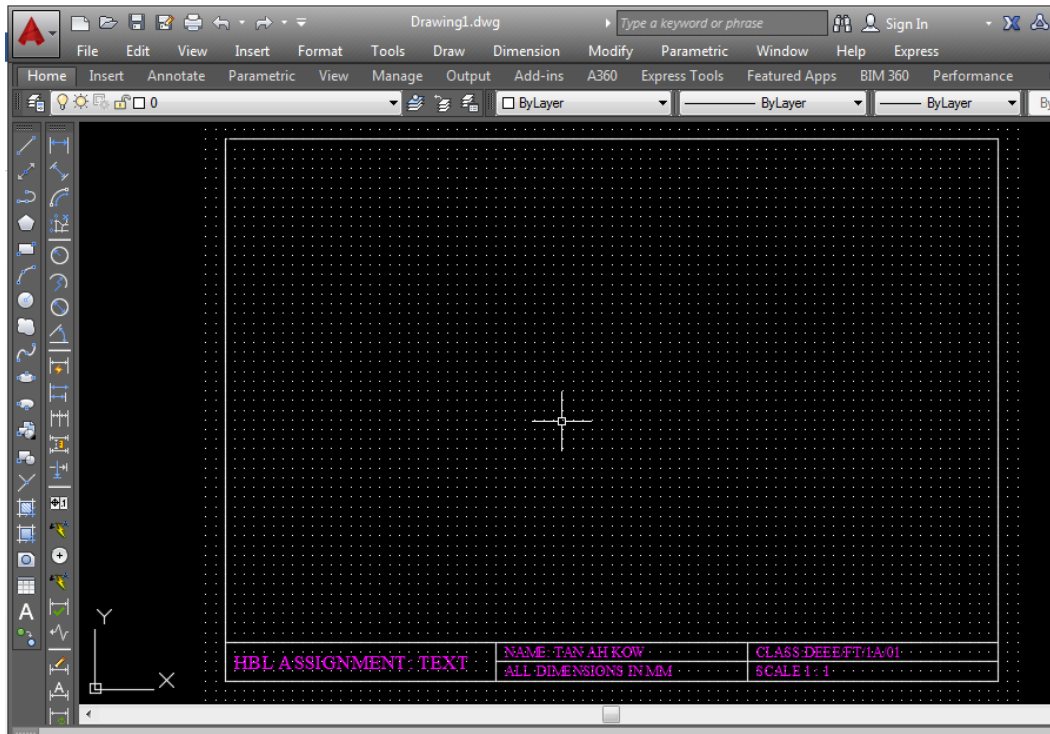 Drawing1.dwg Type a keyword or phrase Sign In
File Edit View Insert Format Tools Draw Dimension Modify Parametric Window Help Express
Home Insert Annotate Parametric View Manage Output Add-ins A360 Express Tools Featured Apps BIM 360 Performance
0 ByLayer ByLayer ByLayer By
Y
X
HBL ASSIGNMENT: TEXT
NAME: TAN AH KOW
ALL DIMENSIONS IN MM
CLASS:DEEE/FT/1A/01
SCALE 1 : 1
A